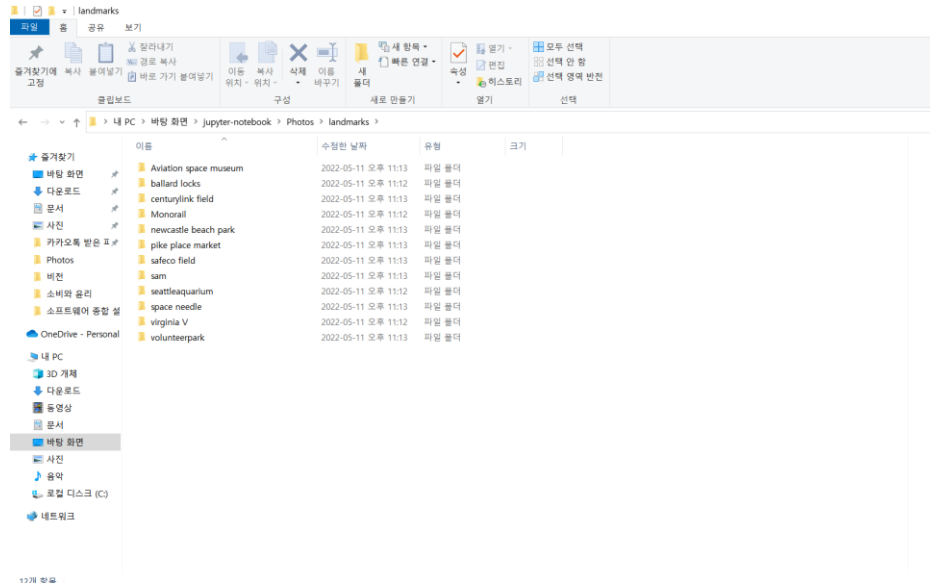 landmarks
파일 홈 공유 보기
즐겨찾기에 고정
복사
붙여넣기
잘라내기
경로 복사
바로 가기 붙여넣기
클립보드
이동 위치
복사 위치
삭제
이름 바꾸기
구성
새 폴더
새 항목
빠른 연결
새로 만들기
속성
열기
편집
히스토리
열기
모두 선택
선택 안 함
선택 영역 반전
선택
내 PC > 바탕 화면 > jupyter-notebook > Photos > landmarks >
즐겨찾기
바탕 화면
다운로드
문서
사진
카카오톡 받은 ㅍ
Photos
비전
소비와 윤리
소프트웨어 종합 설
OneDrive - Personal
내 PC
3D 개체
다운로드
동영상
문서
바탕 화면
사진
음악
로컬 디스크 (C:)
네트워크
이름 수정한 날짜 유형 크기
Aviation space museum 2022-05-11 오후 11:13 파일 폴더
ballard locks 2022-05-11 오후 11:12 파일 폴더
centurylink field 2022-05-11 오후 11:13 파일 폴더
Monorail 2022-05-11 오후 11:12 파일 폴더
newcastle beach park 2022-05-11 오후 11:13 파일 폴더
pike place market 2022-05-11 오후 11:13 파일 폴더
safeco field 2022-05-11 오후 11:13 파일 폴더
sam 2022-05-11 오후 11:13 파일 폴더
seattleaquarium 2022-05-11 오후 11:12 파일 폴더
space needle 2022-05-11 오후 11:13 파일 폴더
virginia V 2022-05-11 오후 11:12 파일 폴더
volunteerpark 2022-05-11 오후 11:13 파일 폴더
12개 항목